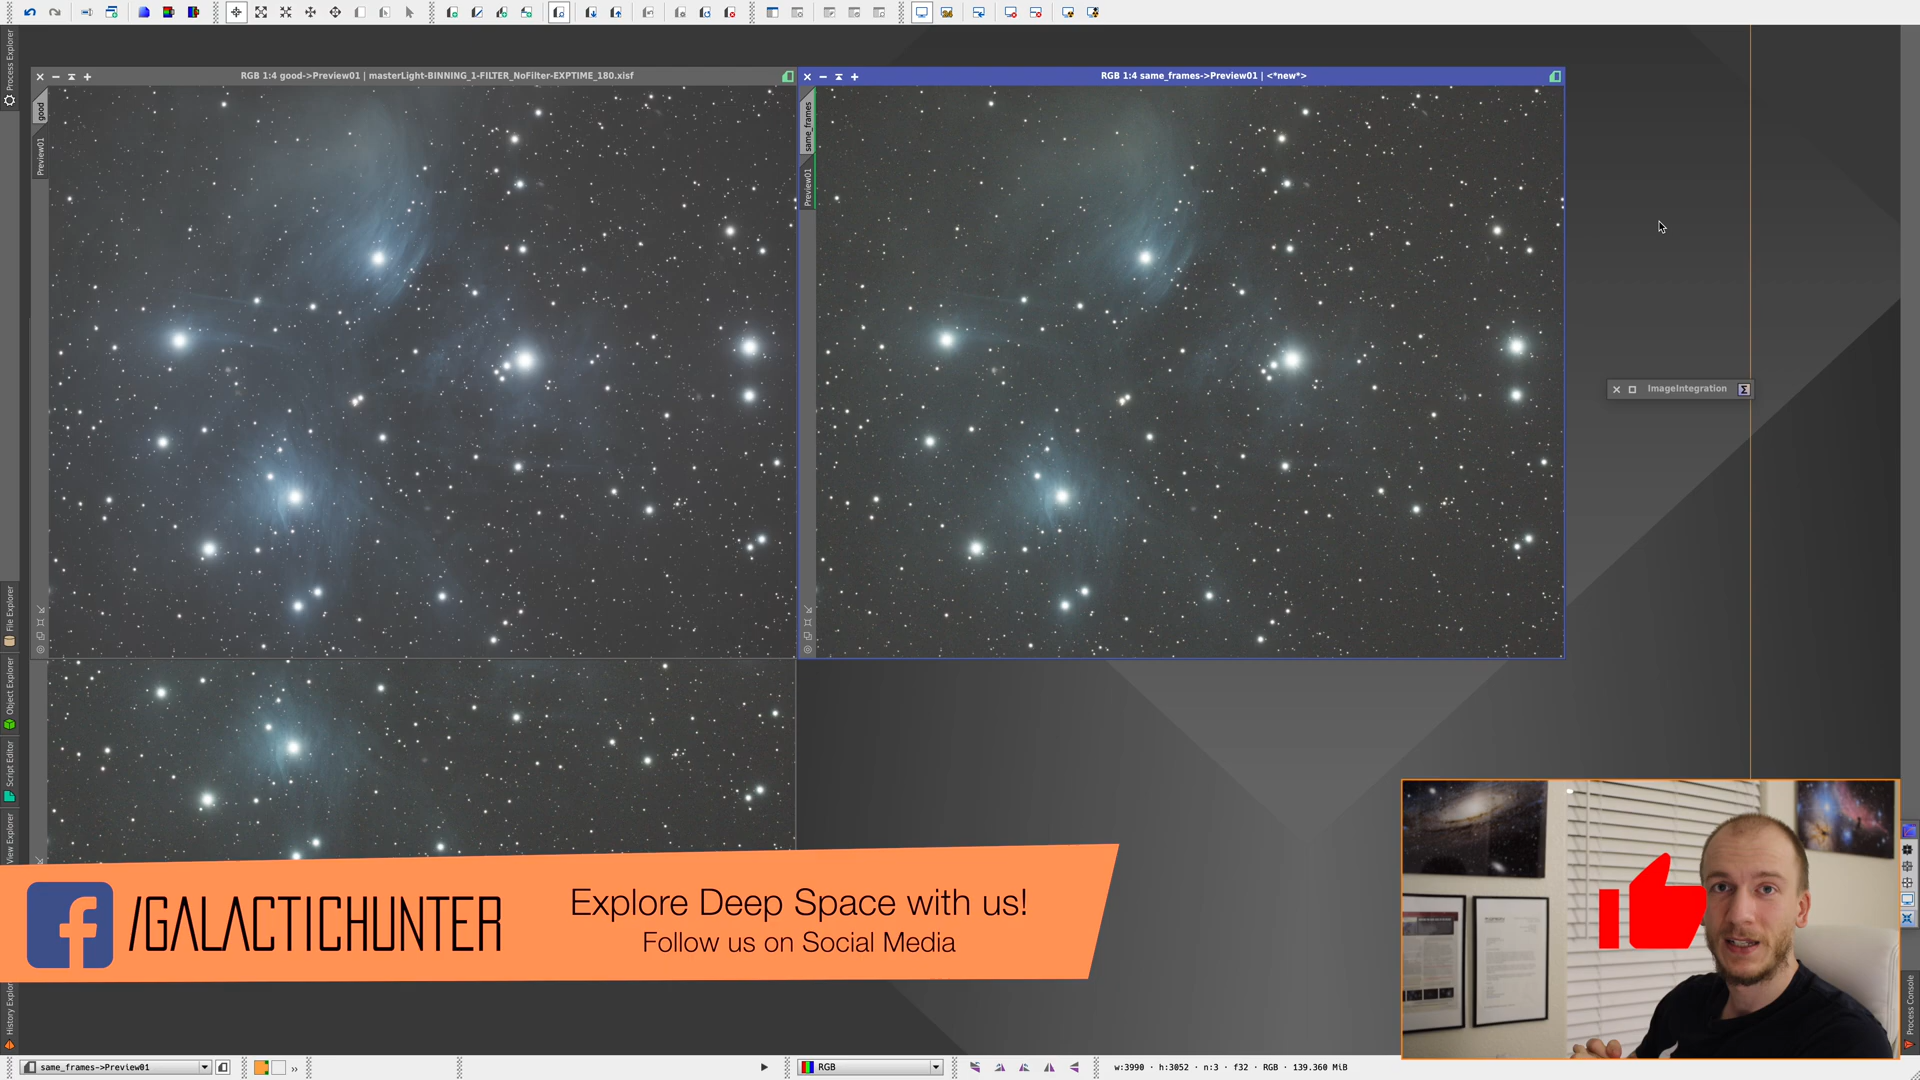 RGB 1:4 good->Preview01 | masterLight-BINNING_1-FILTER_NoFilter-EXPTIME_180.xisf
RGB 1:4 same_frames->Preview01 | <*new*>
Process Explorer
good
Preview01
same_frames
Preview01
ImageIntegration
File Explorer
Object Explorer
Script Editor
View Explorer
History Explorer
Process Console
f /GALACTICHUNTER
Explore Deep Space with us!
Follow us on Social Media
same_frames->Preview01
RGB
w:3990 · h:3052 · n:3 · f32 · RGB · 139.360 MiB